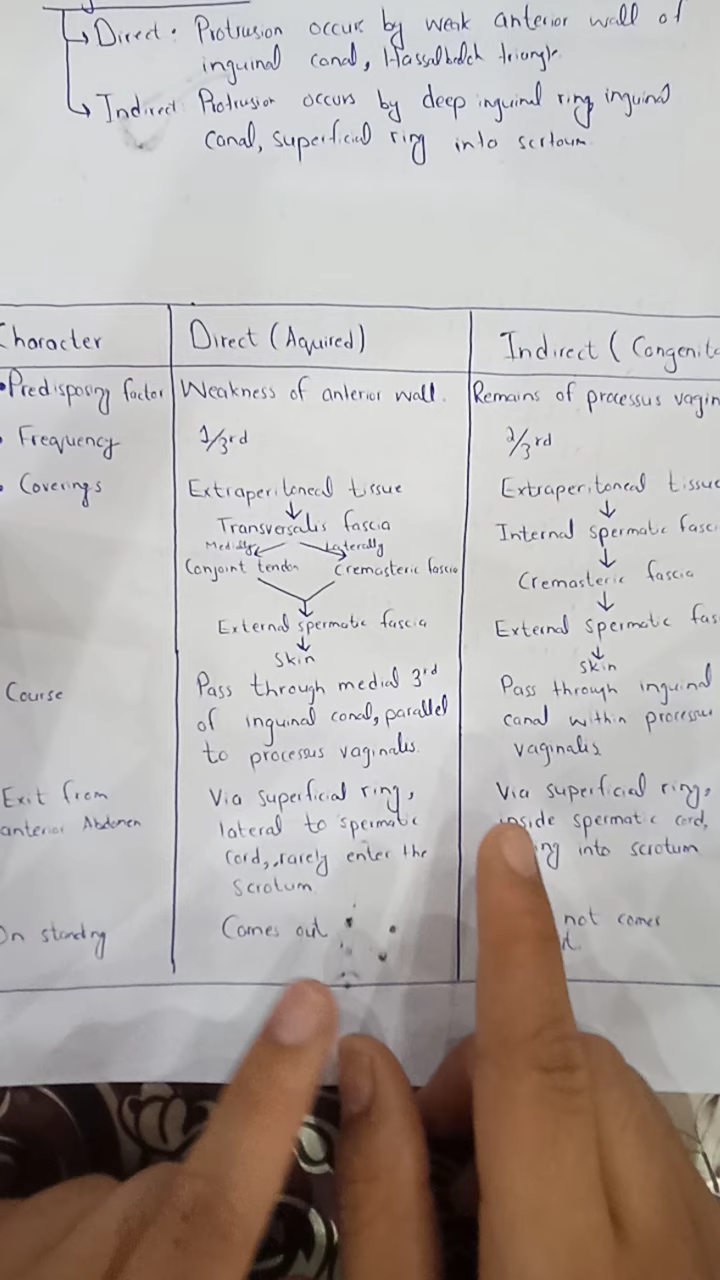 Direct: Protrusion occurs by weak anterior wall of
inguinal canal, Hassalbalch triangle.
Indirect: Protrusion occurs by deep inguinal ring, inguinal
Canal, superficial ring into scrtoum
Character
Direct (Aquired)
Indirect (Congenita
Predisposing factor
Weakness of anterior wall.
Remains of processus vagin
Frequency
1/3rd
2/3rd
Coverings
Extraperitoneal tissue
Transversalis fascia
Medially
Laterally
Conjoint tendon
Cremasteric fascia
External spermatic fascia
Skin
Extraperitoneal tissue
Internal spermatic fasc
Cremasteric fascia
External spermatic fas
skin
Course
Pass through medial 3rd
of inguinal canal, parallel
to processus vaginalis.
Pass through inguinal
canal within processu
vaginalis
Exit from
anterior Abdomen
Via superficial ring,
lateral to spermatic
cord, rarely enter the
Scrotum.
Via superficial ring,
inside spermatic cord,
ng into scrotum
On standing
Comes out
not comes